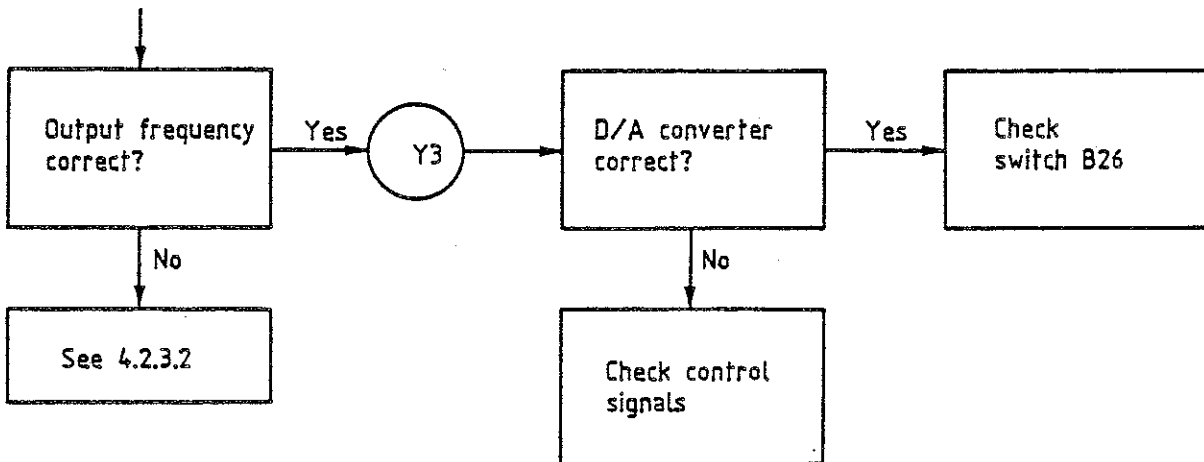 Output frequency
correct?
Yes
Y3
D/A converter
correct?
Yes
Check
switch B26
No
See 4.2.3.2
No
Check control
signals